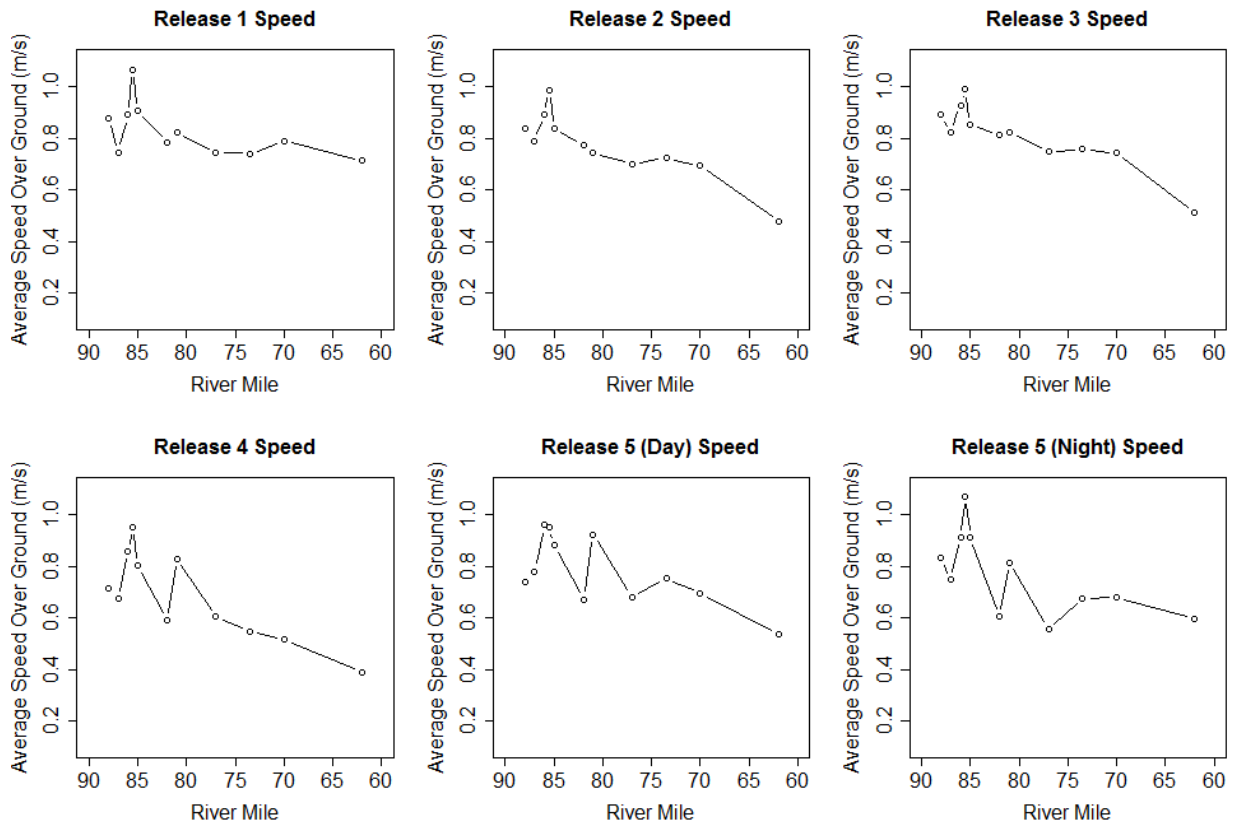 Release 1 Speed
Average Speed Over Ground (m/s)
1.0
0.8
0.6
0.4
0.2
90 85 80 75 70 65 60
River Mile
Release 2 Speed
Average Speed Over Ground (m/s)
1.0
0.8
0.6
0.4
0.2
90 85 80 75 70 65 60
River Mile
Release 3 Speed
Average Speed Over Ground (m/s)
1.0
0.8
0.6
0.4
0.2
90 85 80 75 70 65 60
River Mile
Release 4 Speed
Average Speed Over Ground (m/s)
1.0
0.8
0.6
0.4
0.2
90 85 80 75 70 65 60
River Mile
Release 5 (Day) Speed
Average Speed Over Ground (m/s)
1.0
0.8
0.6
0.4
0.2
90 85 80 75 70 65 60
River Mile
Release 5 (Night) Speed
Average Speed Over Ground (m/s)
1.0
0.8
0.6
0.4
0.2
90 85 80 75 70 65 60
River Mile